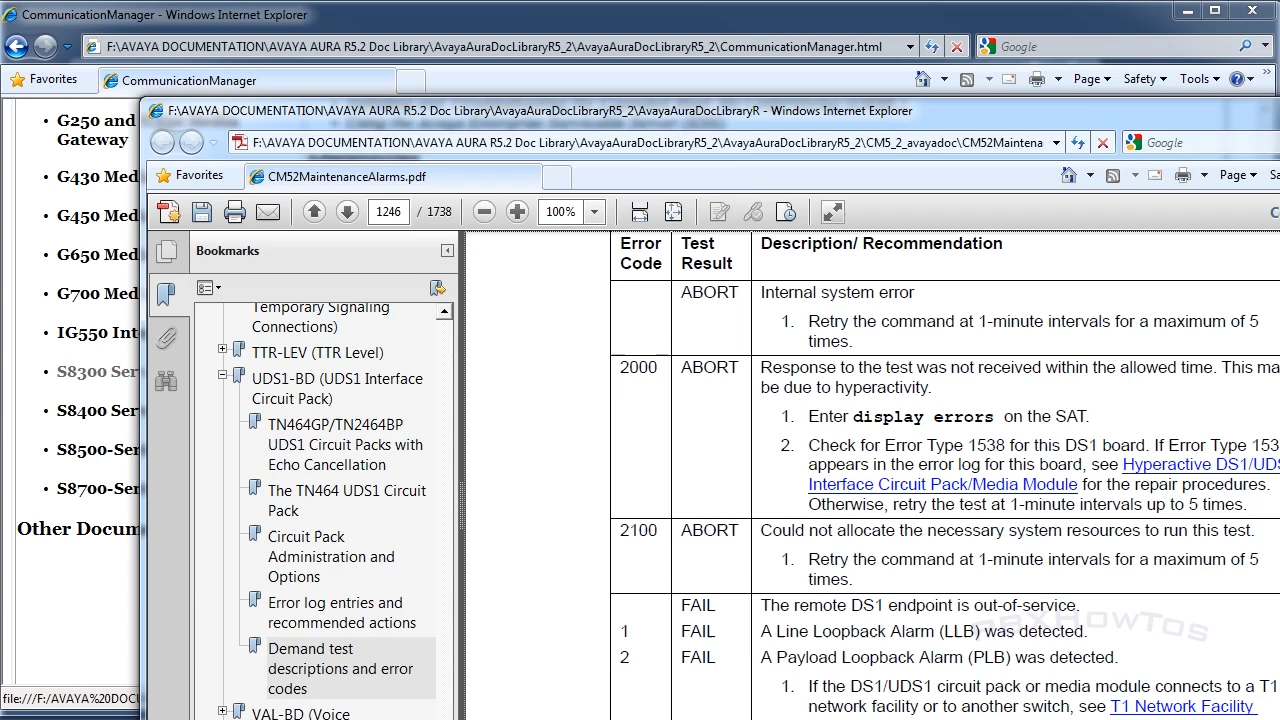 CommunicationManager - Windows Internet Explorer
F:\AVAYA DOCUMENTATION\AVAYA AURA R5.2 Doc Library\AvayaAuraDocLibraryR5_2\AvayaAuraDocLibraryR5_2\CommunicationManager.html
Google
Favorites
CommunicationManager
Page
Safety
Tools
• G250 and
Gateway
• G430 Med
• G450 Med
• G650 Med
• G700 Med
• IG550 Int
• S8300 Ser
• S8400 Ser
• S8500-Ser
• S8700-Ser
Other Docum
file:///F:/AVAYA%20DOCU
F:\AVAYA DOCUMENTATION\AVAYA AURA R5.2 Doc Library\AvayaAuraDocLibraryR5_2\AvayaAuraDocLibraryR - Windows Internet Explorer
F:\AVAYA DOCUMENTATION\AVAYA AURA R5.2 Doc Library\AvayaAuraDocLibraryR5_2\AvayaAuraDocLibraryR5_2\CM5_2_avayadoc\CM52Maintena
Google
Favorites
CM52MaintenanceAlarms.pdf
Page
Sa
1246 / 1738
100%
C
Bookmarks
Temporary Signaling
Connections)
TTR-LEV (TTR Level)
UDS1-BD (UDS1 Interface
Circuit Pack)
TN464GP/TN2464BP
UDS1 Circuit Packs with
Echo Cancellation
The TN464 UDS1 Circuit
Pack
Circuit Pack
Administration and
Options
Error log entries and
recommended actions
Demand test
descriptions and error
codes
VAL-BD (Voice
Error Code
Test Result
Description/ Recommendation
ABORT
Internal system error
1. Retry the command at 1-minute intervals for a maximum of 5
times.
2000
ABORT
Response to the test was not received within the allowed time. This ma
be due to hyperactivity.
1. Enter display errors on the SAT.
2. Check for Error Type 1538 for this DS1 board. If Error Type 153
appears in the error log for this board, see Hyperactive DS1/UDS
Interface Circuit Pack/Media Module for the repair procedures.
Otherwise, retry the test at 1-minute intervals up to 5 times.
2100
ABORT
Could not allocate the necessary system resources to run this test.
1. Retry the command at 1-minute intervals for a maximum of 5
times.
FAIL
The remote DS1 endpoint is out-of-service.
1
FAIL
A Line Loopback Alarm (LLB) was detected.
2
FAIL
A Payload Loopback Alarm (PLB) was detected.
1. If the DS1/UDS1 circuit pack or media module connects to a T1
network facility or to another switch, see T1 Network Facility
PBXHowTos